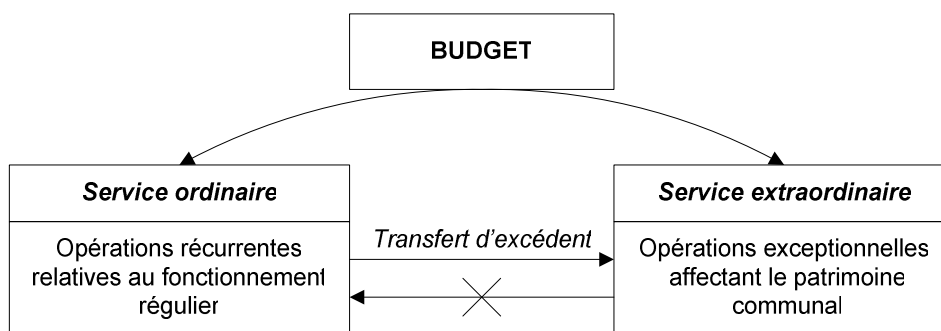 BUDGET
Service ordinaire
Opérations récurrentes
relatives au fonctionnement
régulier
Transfert d'excédent
Service extraordinaire
Opérations exceptionnelles
affectant le patrimoine
communal